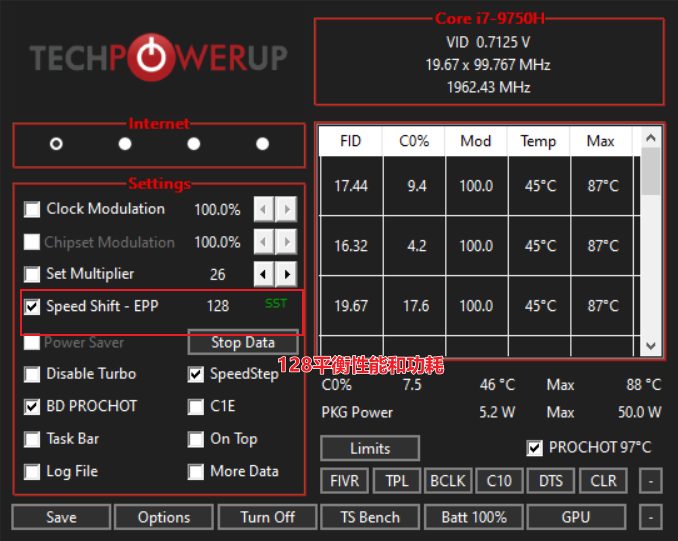 TECHPOWERUP
Core i7-9750H
VID 0.7125 V
19.67 x 99.767 MHz
1962.43 MHz
Internet
Settings
Clock Modulation 100.0%
Chipset Modulation 100.0%
Set Multiplier 26
Speed Shift - EPP 128 SST
Power Saver Stop Data
Disable Turbo SpeedStep
BD PROCHOT C1E
Task Bar On Top
Log File More Data
FID C0% Mod Temp Max
17.44 9.4 100.0 45°C 87°C
16.32 4.2 100.0 45°C 87°C
19.67 17.6 100.0 45°C 87°C
128平衡性能和功耗
C0% 7.5 46 °C Max 88 °C
PKG Power 5.2 W Max 50.0 W
Limits PROCHOT 97°C
FIVR TPL BCLK C10 DTS CLR -
Save Options Turn Off TS Bench Batt 100% GPU -